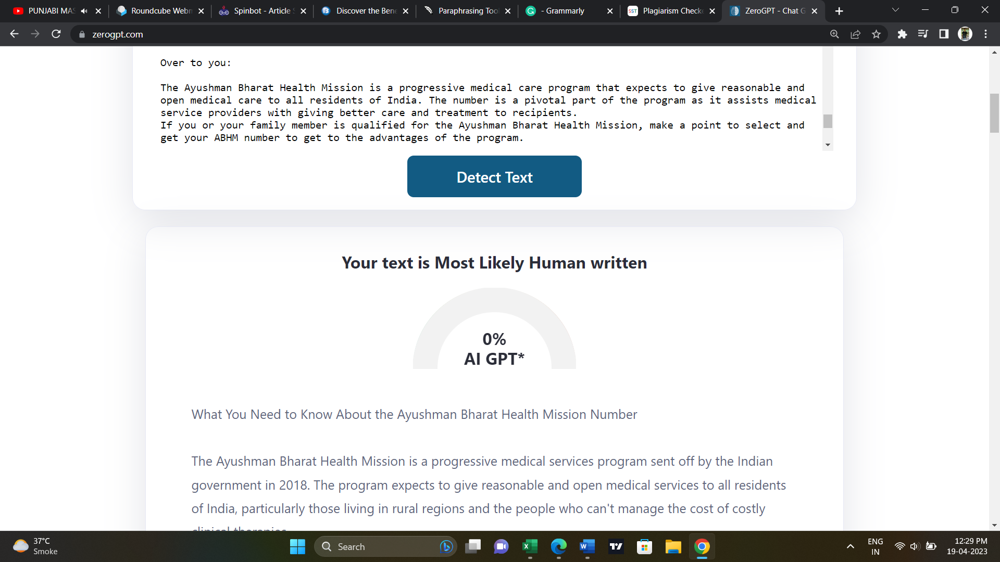 PUNJABI MAS
Roundcube Webm
Spinbot - Article S
Discover the Bene
Paraphrasing Tool
- Grammarly
SST
Plagiarism Checke
ZeroGPT - Chat G
zerogpt.com
Over to you:
The Ayushman Bharat Health Mission is a progressive medical care program that expects to give reasonable and
open medical care to all residents of India. The number is a pivotal part of the program as it assists medical
service providers with giving better care and treatment to recipients.
If you or your family member is qualified for the Ayushman Bharat Health Mission, make a point to select and
get your ABHM number to get to the advantages of the program.
Detect Text
Your text is Most Likely Human written
0%
AI GPT*
What You Need to Know About the Ayushman Bharat Health Mission Number
The Ayushman Bharat Health Mission is a progressive medical services program sent off by the Indian
government in 2018. The program expects to give reasonable and open medical services to all residents
of India, particularly those living in rural regions and the people who can't manage the cost of costly
clinical therapies.
37°C
Smoke
Search
ENG
IN
12:29 PM
19-04-2023